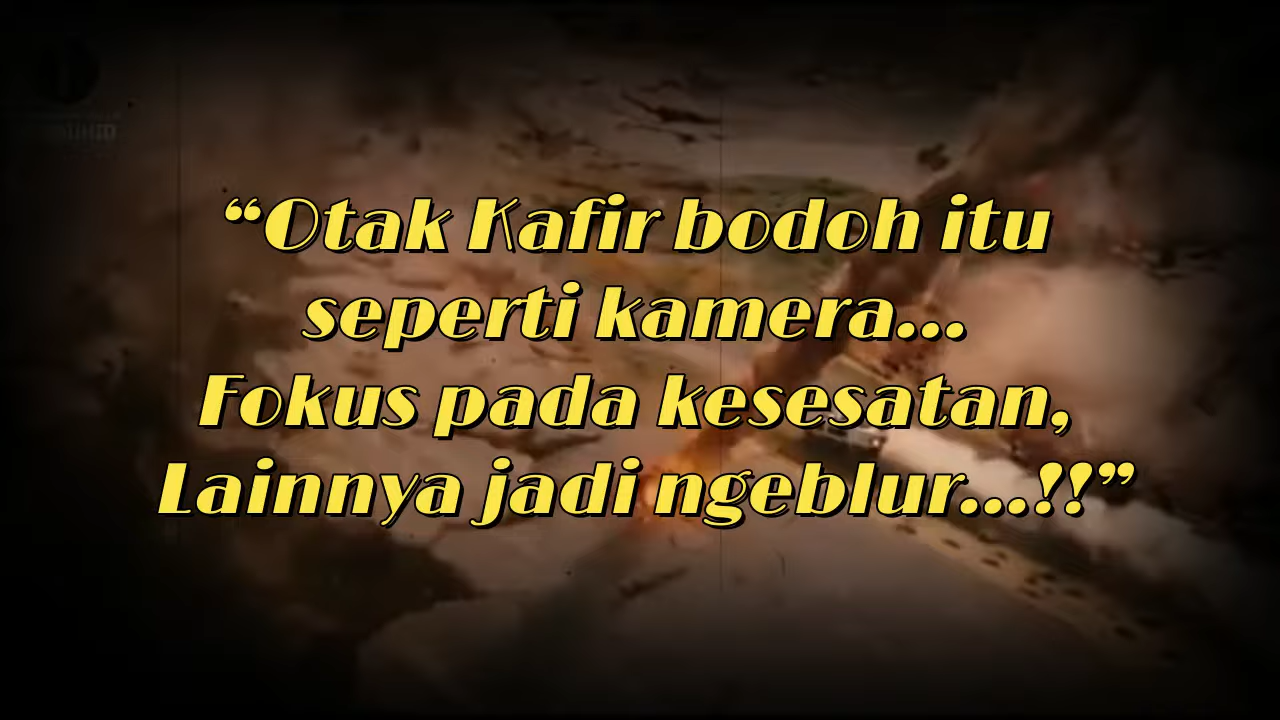 “Otak Kafir bodoh itu
seperti kamera...
Fokus pada kesesatan,
Lainnya jadi ngeblur...!!”